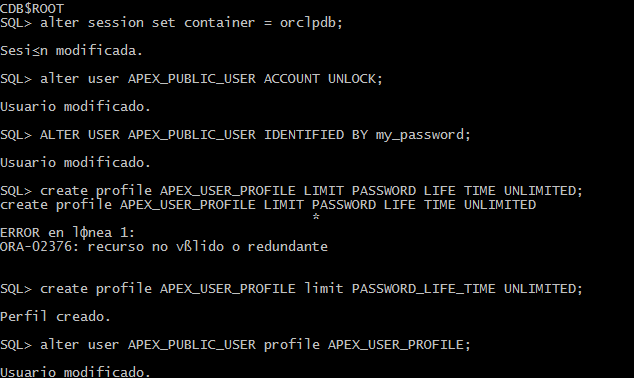 CDB$ROOT
SQL> alter session set container = orclpdb;
Sesi≤n modificada.
SQL> alter user APEX_PUBLIC_USER ACCOUNT UNLOCK;
Usuario modificado.
SQL> ALTER USER APEX_PUBLIC_USER IDENTIFIED BY my_password;
Usuario modificado.
SQL> create profile APEX_USER_PROFILE LIMIT PASSWORD LIFE TIME UNLIMITED;
create profile APEX_USER_PROFILE LIMIT PASSWORD LIFE TIME UNLIMITED
*
ERROR en lφnea 1:
ORA-02376: recurso no vßlido o redundante
SQL> create profile APEX_USER_PROFILE limit PASSWORD_LIFE_TIME UNLIMITED;
Perfil creado.
SQL> alter user APEX_PUBLIC_USER profile APEX_USER_PROFILE;
Usuario modificado.